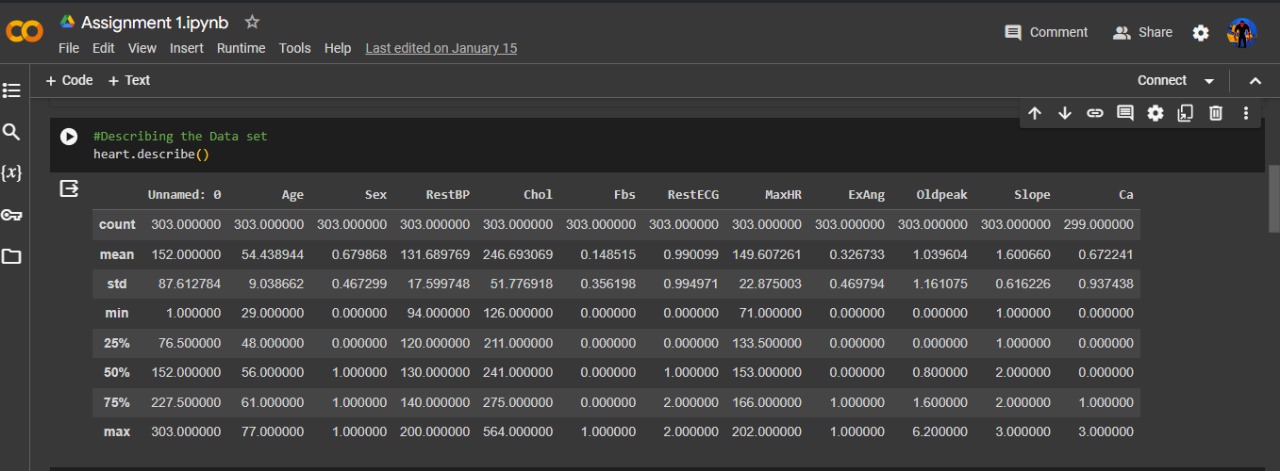 Assignment 1.ipynb
File Edit View Insert Runtime Tools Help Last edited on January 15
Comment Share
+ Code + Text Connect
#Describing the Data set
heart.describe()
Unnamed: 0 Age Sex RestBP Chol Fbs RestECG MaxHR ExAng Oldpeak Slope Ca
count 303.000000 303.000000 303.000000 303.000000 303.000000 303.000000 303.000000 303.000000 303.000000 303.000000 303.000000 299.000000
mean 152.000000 54.438944 0.679868 131.689769 246.693069 0.148515 0.990099 149.607261 0.326733 1.039604 1.600660 0.672241
std 87.612784 9.038662 0.467299 17.599748 51.776918 0.356198 0.994971 22.875003 0.469794 1.161075 0.616226 0.937438
min 1.000000 29.000000 0.000000 94.000000 126.000000 0.000000 0.000000 71.000000 0.000000 0.000000 1.000000 0.000000
25% 76.500000 48.000000 0.000000 120.000000 211.000000 0.000000 0.000000 133.500000 0.000000 0.000000 1.000000 0.000000
50% 152.000000 56.000000 1.000000 130.000000 241.000000 0.000000 1.000000 153.000000 0.000000 0.800000 2.000000 0.000000
75% 227.500000 61.000000 1.000000 140.000000 275.000000 0.000000 2.000000 166.000000 1.000000 1.600000 2.000000 1.000000
max 303.000000 77.000000 1.000000 200.000000 564.000000 1.000000 2.000000 202.000000 1.000000 6.200000 3.000000 3.000000